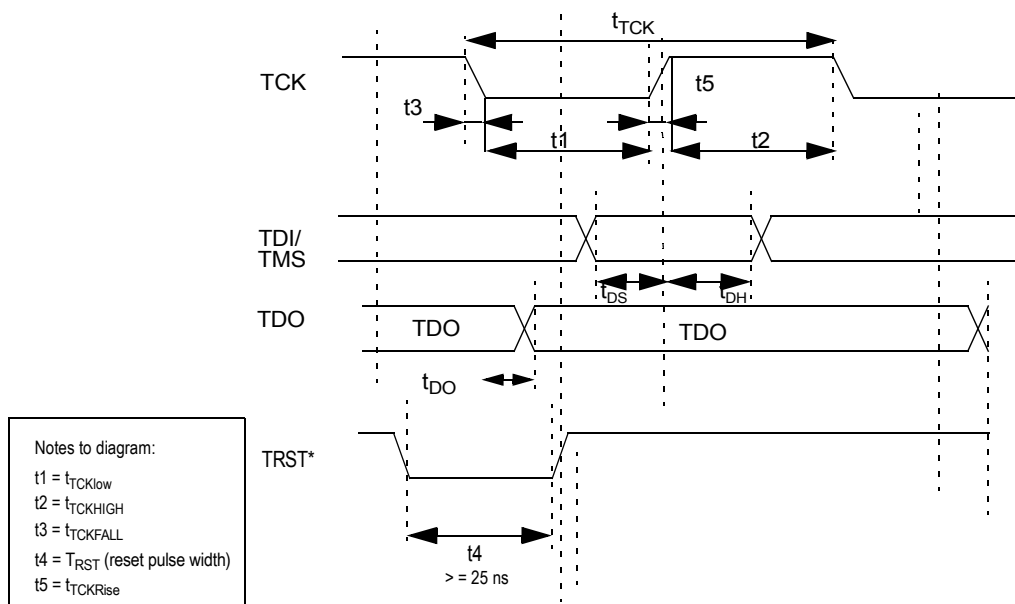 tTCK
TCK
t3
t5
t1
t2
TDI/
TMS
tDS
tDH
TDO
TDO
TDO
tDO
TRST*
t4
> = 25 ns
Notes to diagram:
t1 = tTCKlow
t2 = tTCKHIGH
t3 = tTCKFALL
t4 = TRST (reset pulse width)
t5 = tTCKRise